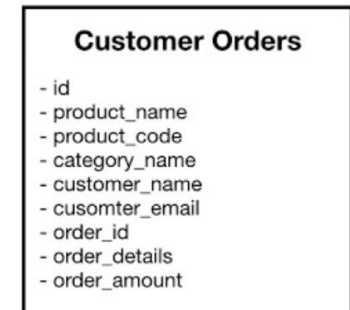 Customer Orders
- id
- product_name
- product_code
- category_name
- customer_name
- cusomter_email
- order_id
- order_details
- order_amount